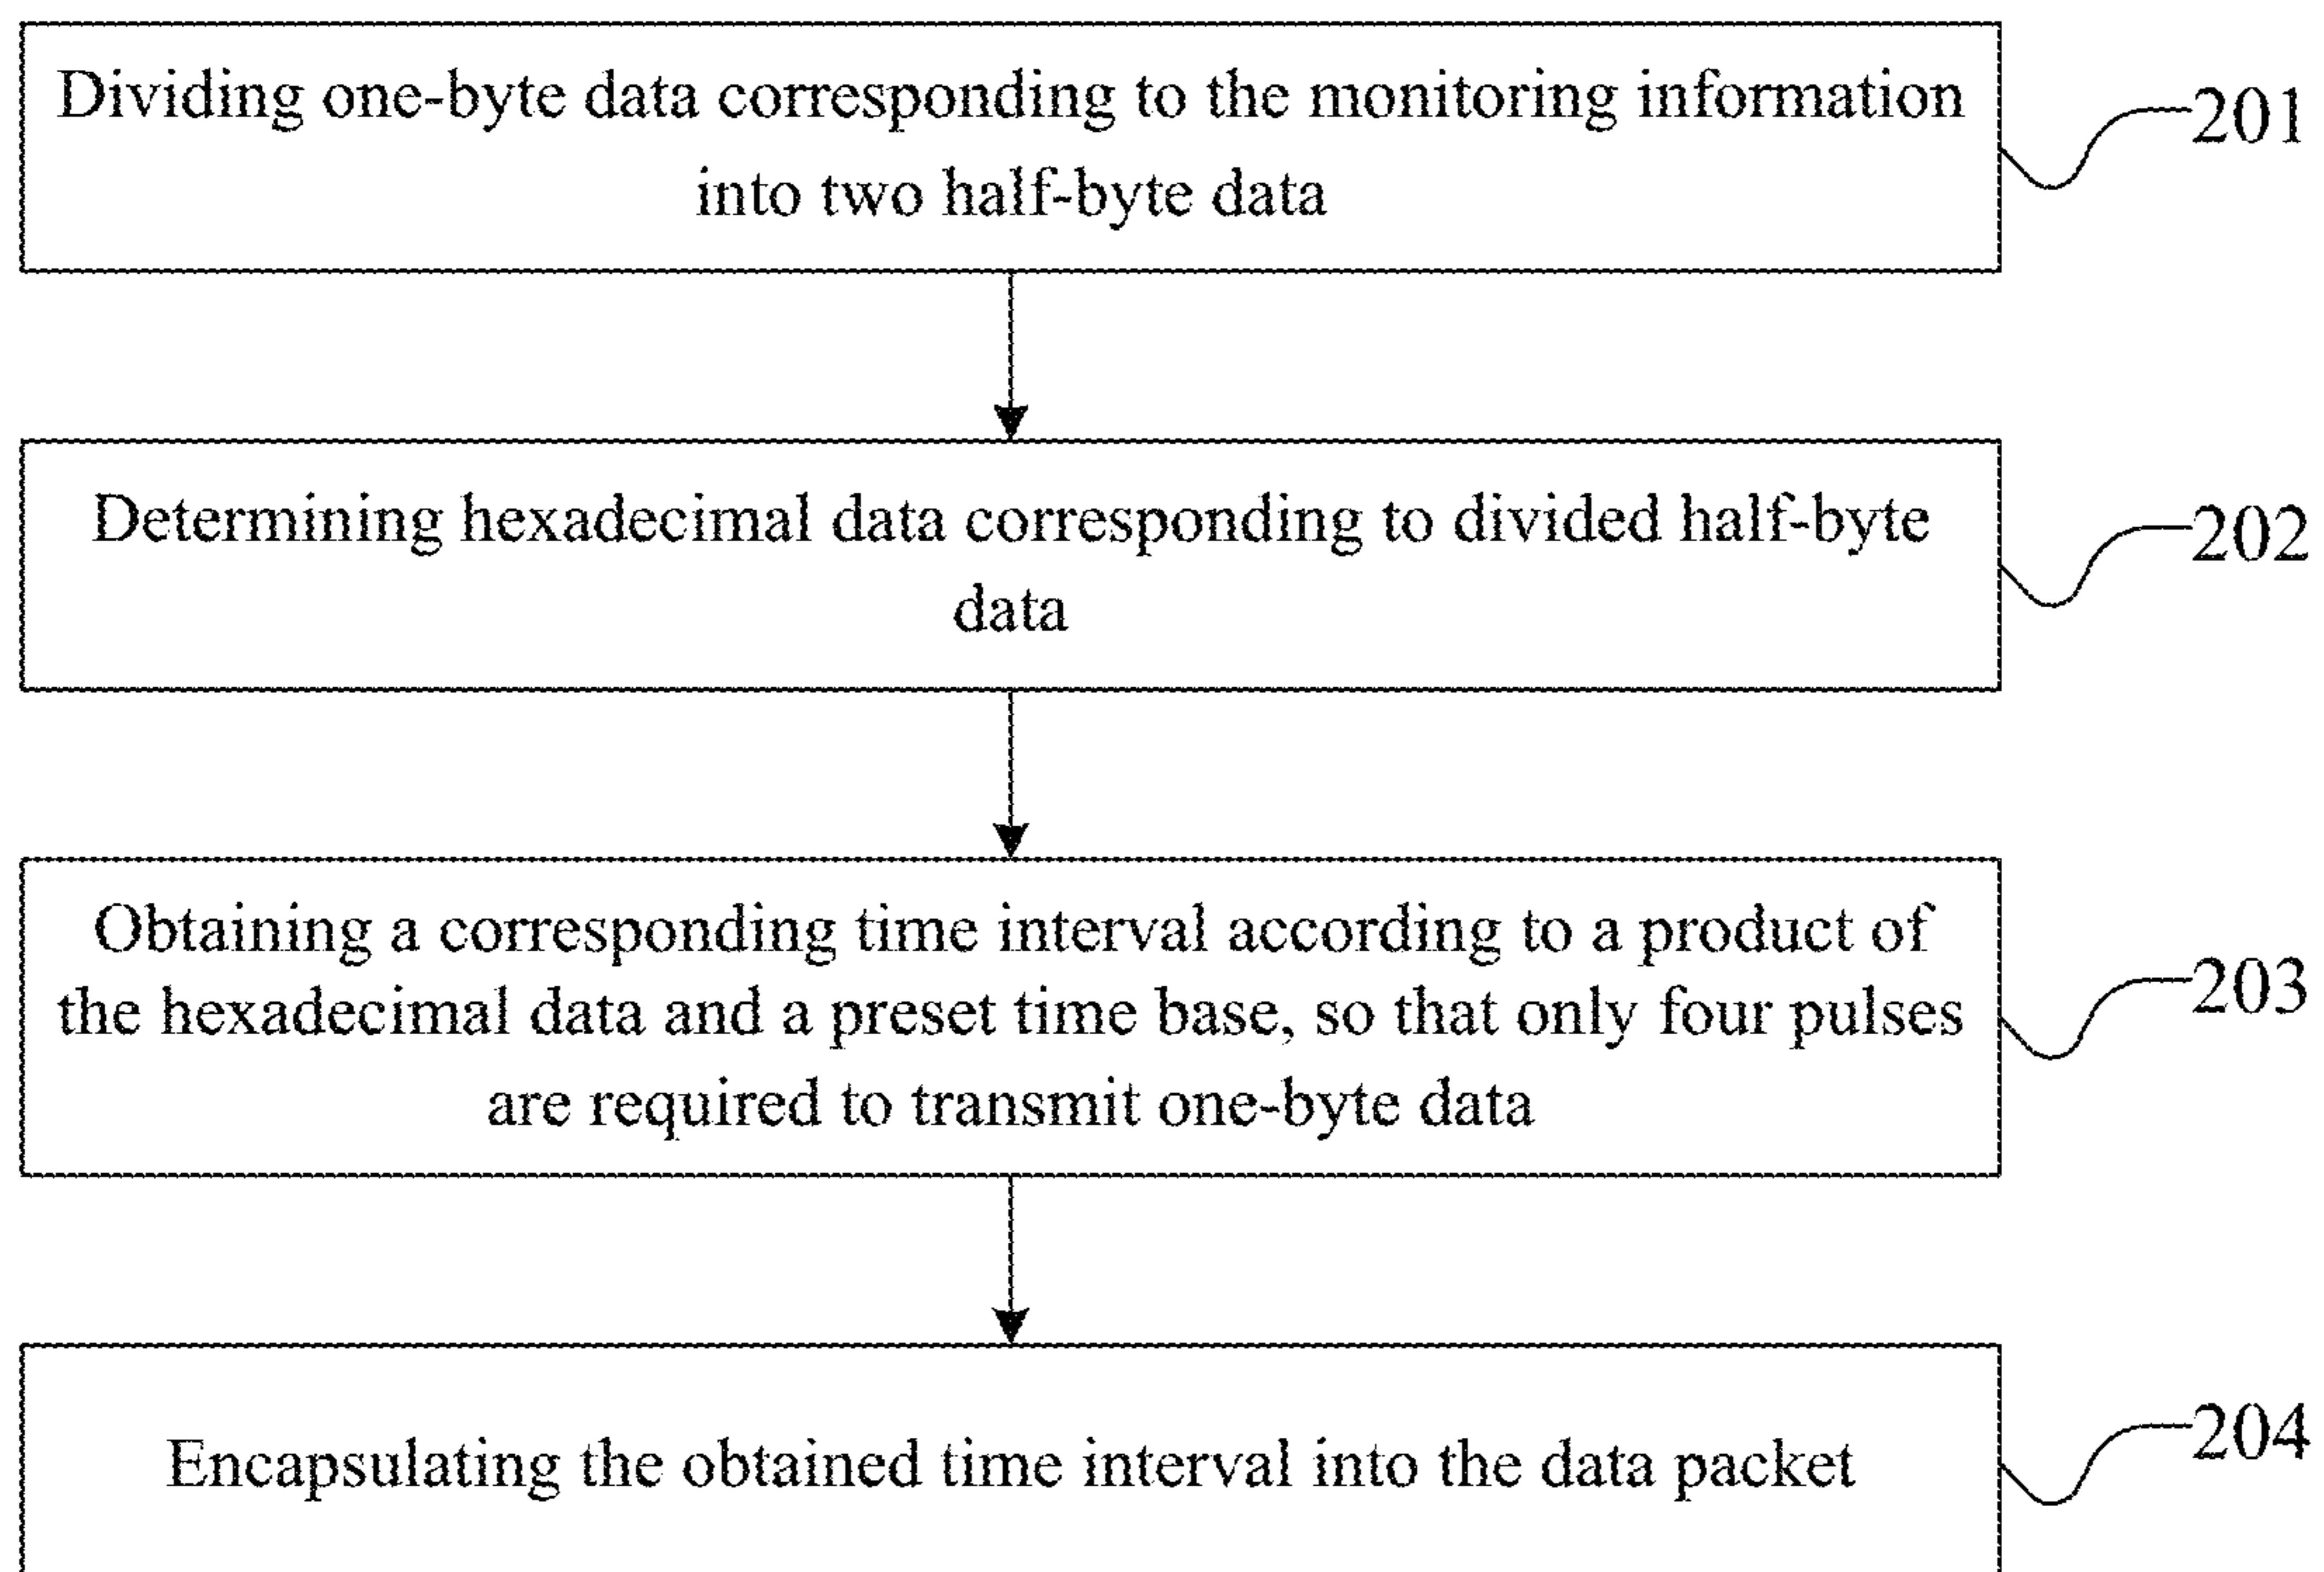 Dividing one-byte data corresponding to the monitoring information
into two half-byte data
201
Determining hexadecimal data corresponding to divided half-byte
data
202
Obtaining a corresponding time interval according to a product of
the hexadecimal data and a preset time base, so that only four pulses
are required to transmit one-byte data
203
Encapsulating the obtained time interval into the data packet
204